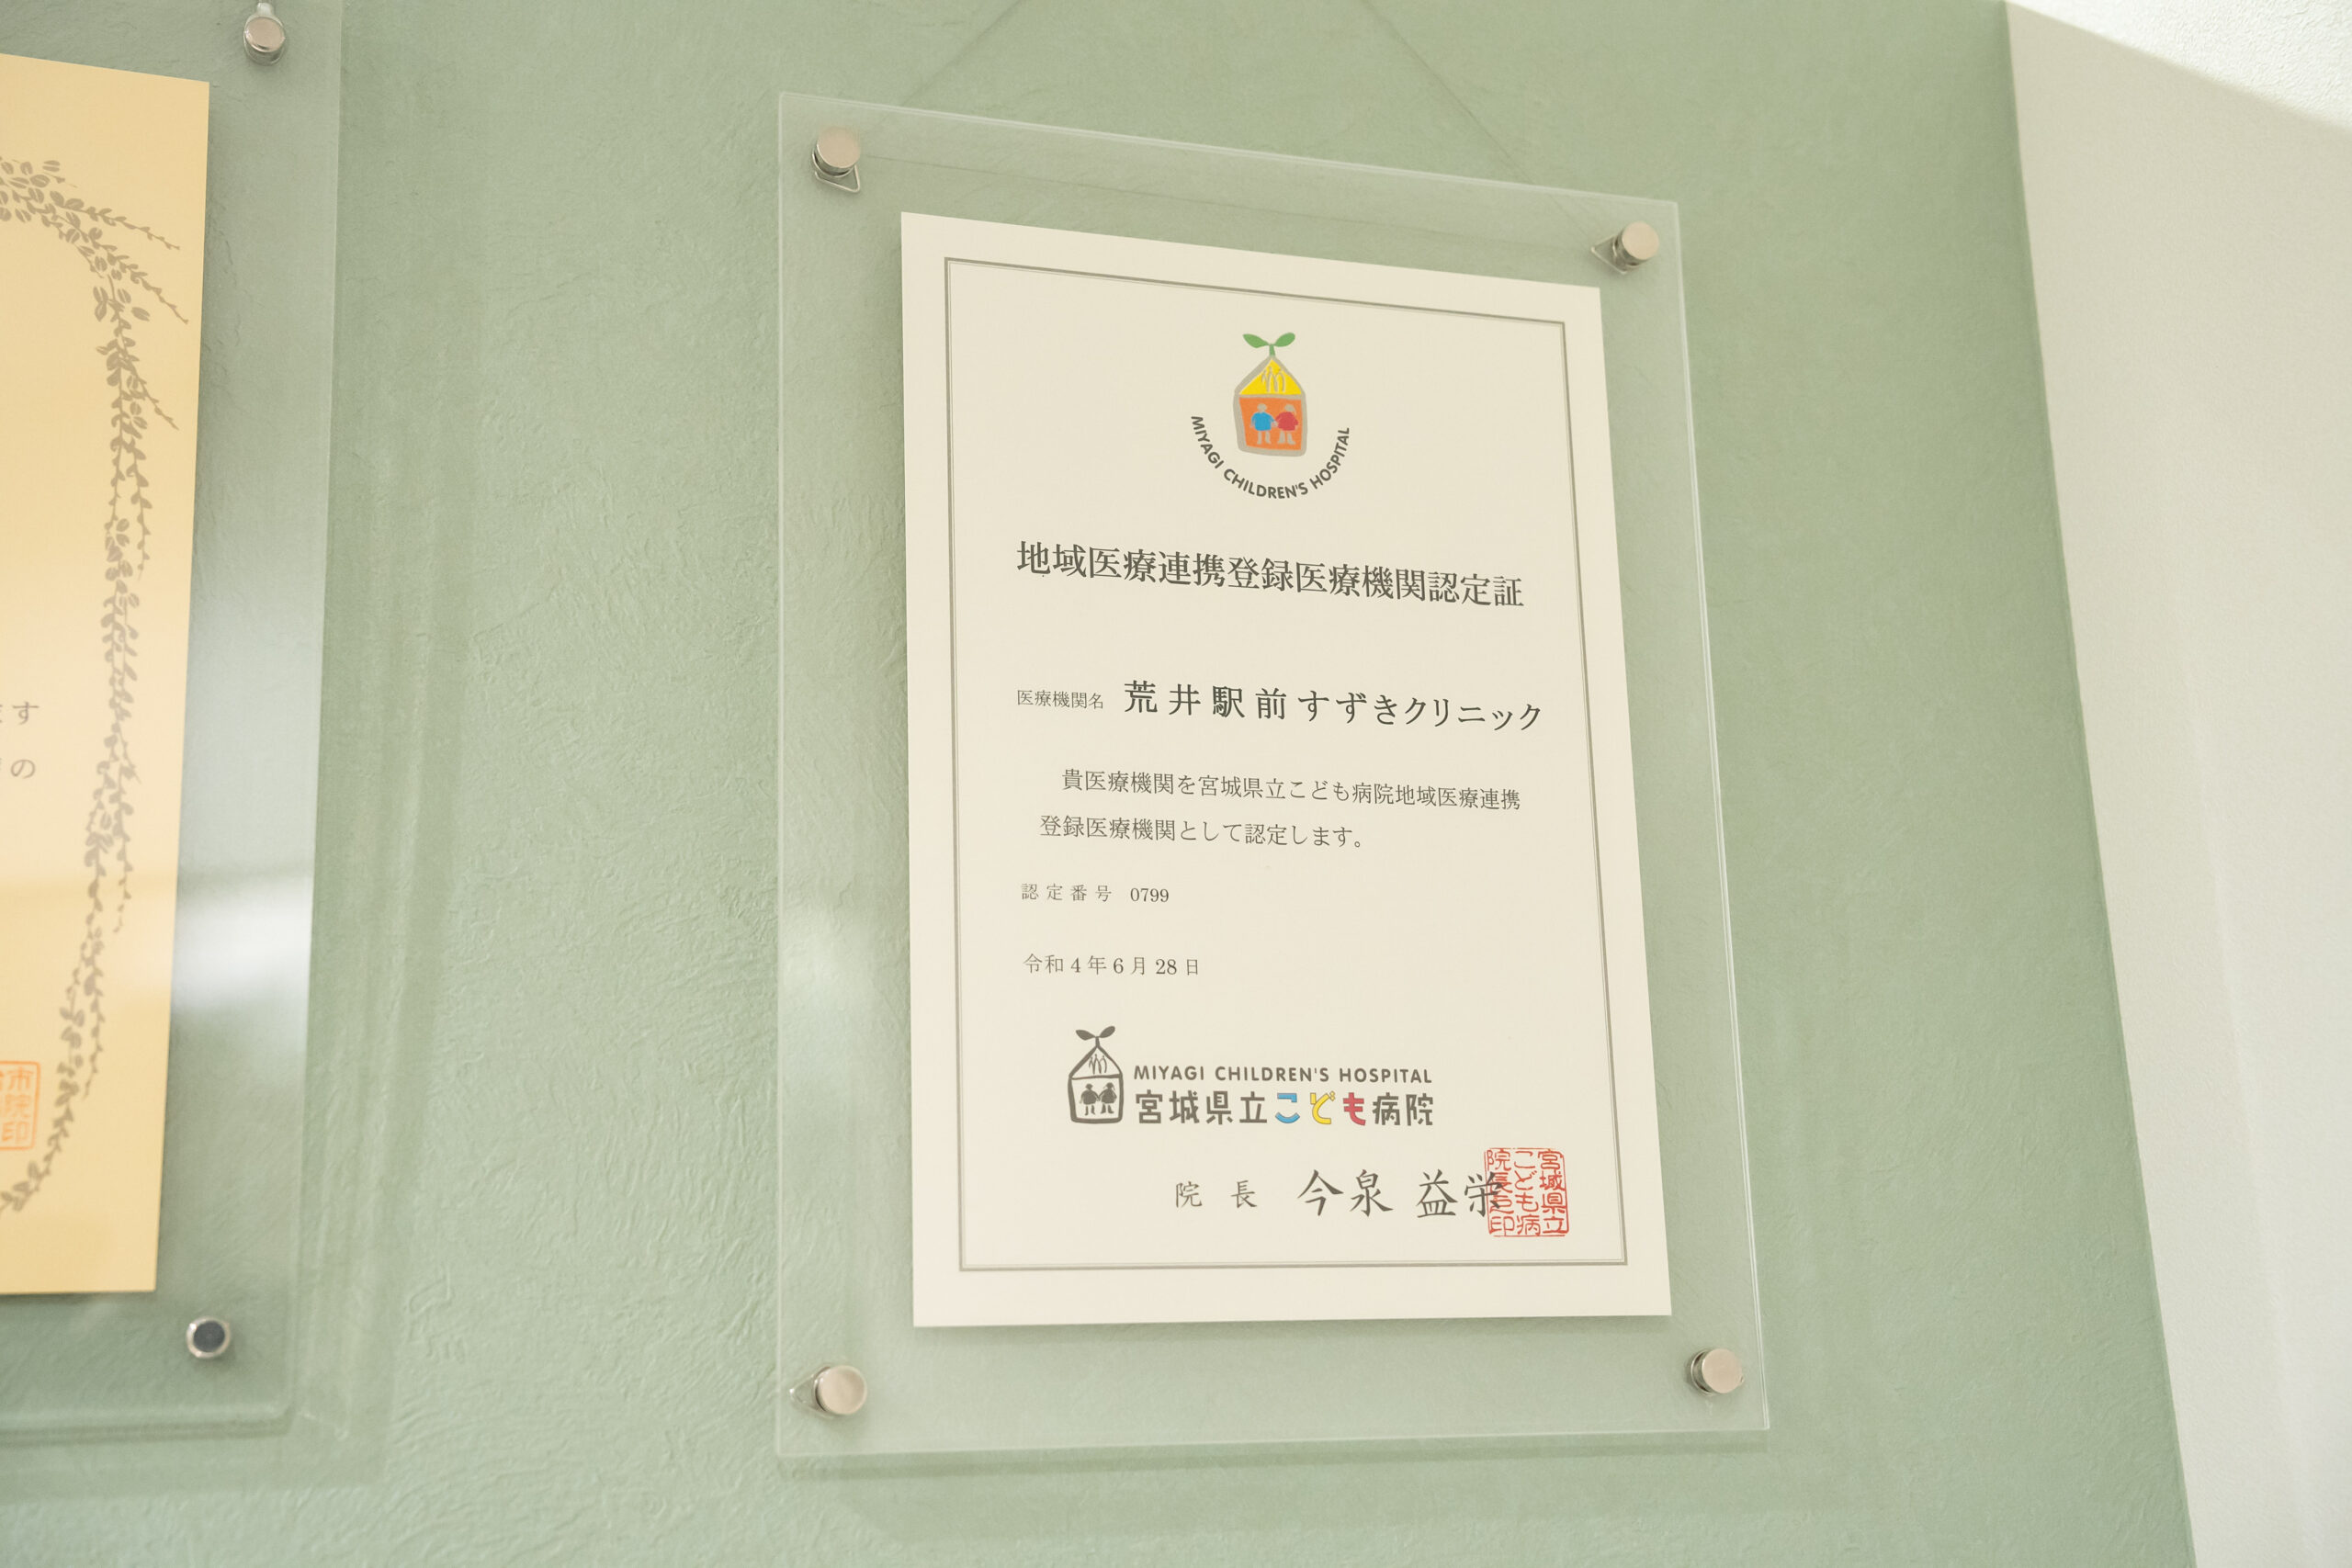 ます
の
市
院
印
MIYAGI CHILDREN'S HOSPITAL
地域医療連携登録医療機関認定証
医療機関名 荒井駅前すずきクリニック
貴医療機関を宮城県立こども病院地域医療連携
登録医療機関として認定します。
認定番号 0799
令和4年6月28日
MIYAGI CHILDREN'S HOSPITAL
宮城県立こども病院
院長 今泉 益栄
宮城県立
こども病
院長之印